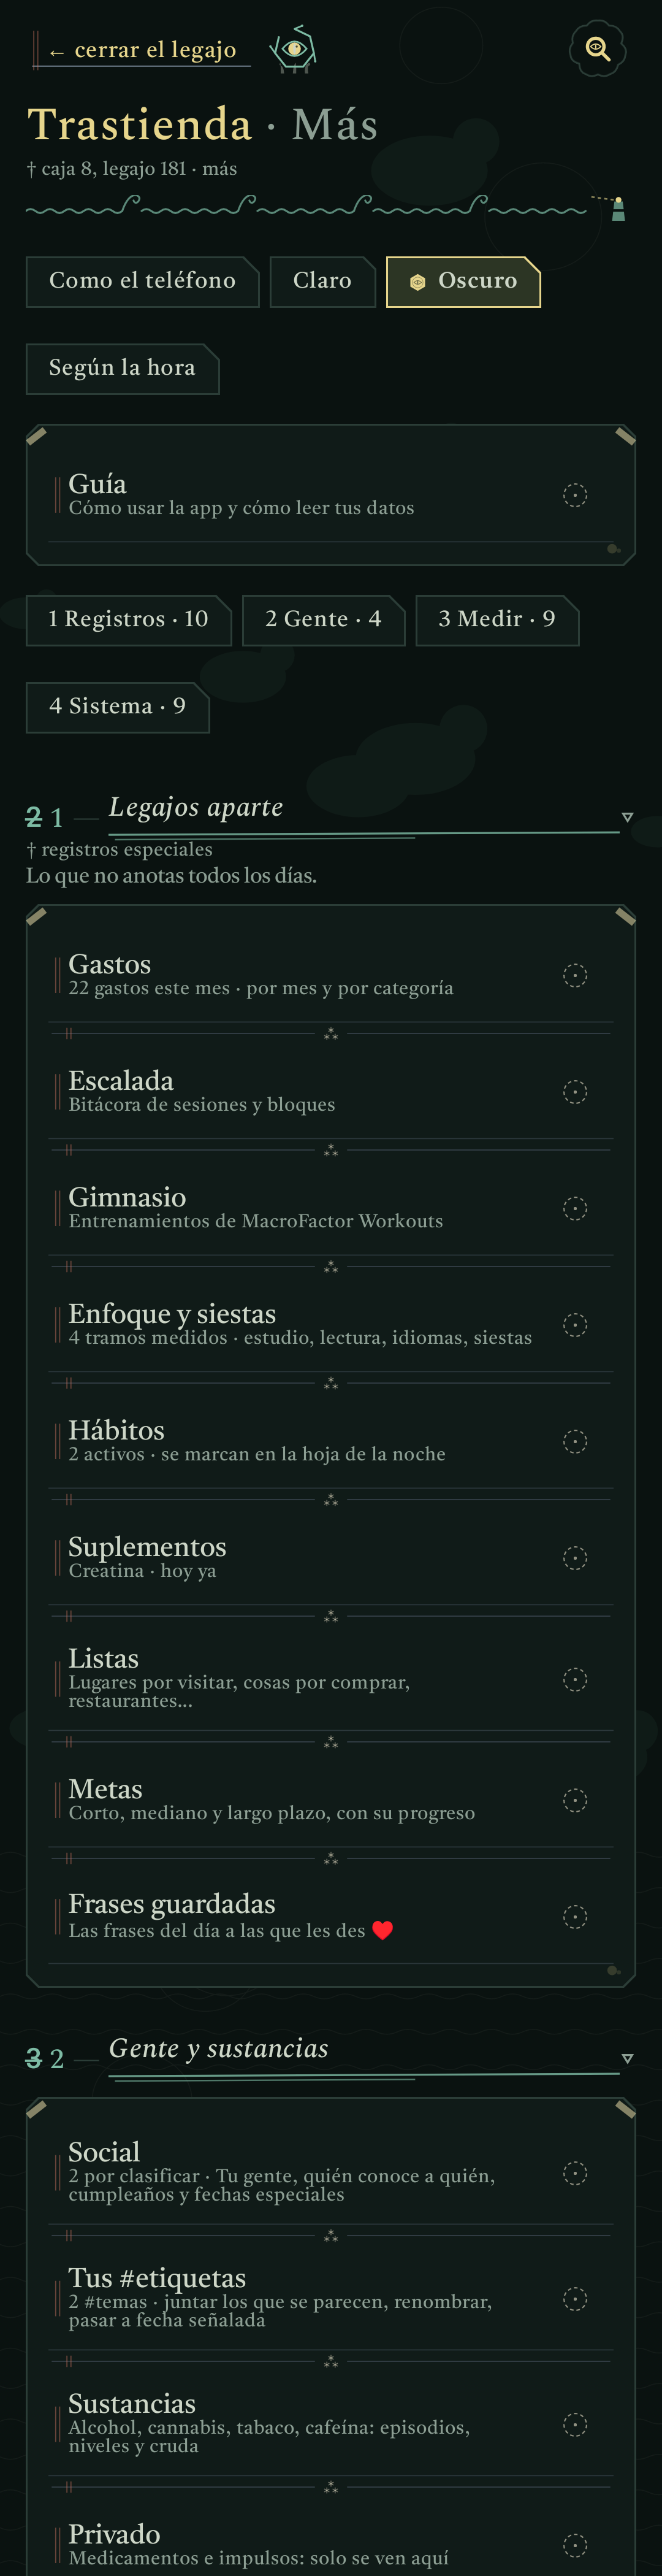 ← cerrar el legajo
Trastienda · Más
† caja 8, legajo 181 · más
Como el teléfono
Claro
Oscuro
Según la hora
Guía
Cómo usar la app y cómo leer tus datos
1 Registros · 10
2 Gente · 4
3 Medir · 9
4 Sistema · 9
2 1 — Legajos aparte
† registros especiales
Lo que no anotas todos los días.
Gastos
22 gastos este mes · por mes y por categoría
Escalada
Bitácora de sesiones y bloques
Gimnasio
Entrenamientos de MacroFactor Workouts
Enfoque y siestas
4 tramos medidos · estudio, lectura, idiomas, siestas
Hábitos
2 activos · se marcan en la hoja de la noche
Suplementos
Creatina · hoy ya
Listas
Lugares por visitar, cosas por comprar,
restaurantes...
Metas
Corto, mediano y largo plazo, con su progreso
Frases guardadas
Las frases del día a las que les des ❤️
3 2 — Gente y sustancias
Social
2 por clasificar · Tu gente, quién conoce a quién,
cumpleaños y fechas especiales
Tus #etiquetas
2 #temas · juntar los que se parecen, renombrar,
pasar a fecha señalada
Sustancias
Alcohol, cannabis, tabaco, cafeína: episodios,
niveles y cruda
Privado
Medicamentos e impulsos: solo se ven aquí